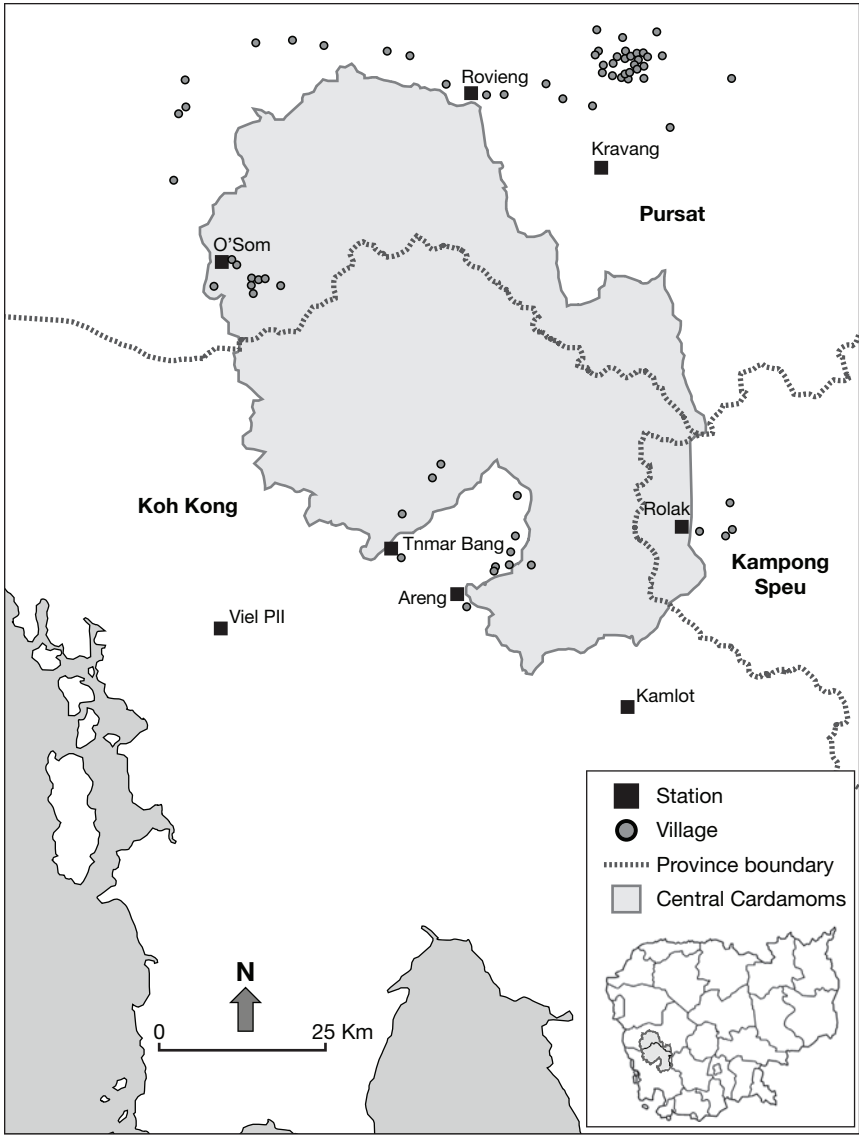 Rovieng
Kravang
Pursat
O'Som
Koh Kong
Rolak
Tnmar Bang
Kampong
Speu
Areng
Viel PII
Kamlot
Station
Village
Province boundary
Central Cardamoms
N
0 25 Km